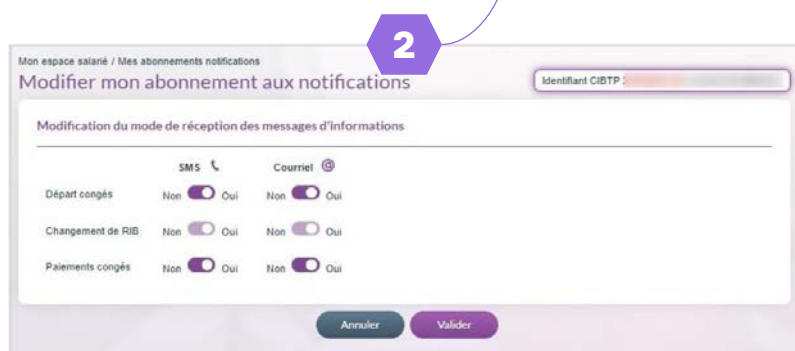 2
Mon espace salarié / Mes abonnements notifications
Modifier mon abonnement aux notifications
Identifiant CIBTP :
Modification du mode de réception des messages d'informations
SMS Courriel @
Départ congés Non Oui Non Oui
Changement de RIB Non Oui Non Oui
Paiements congés Non Oui Non Oui
Annuler Valider